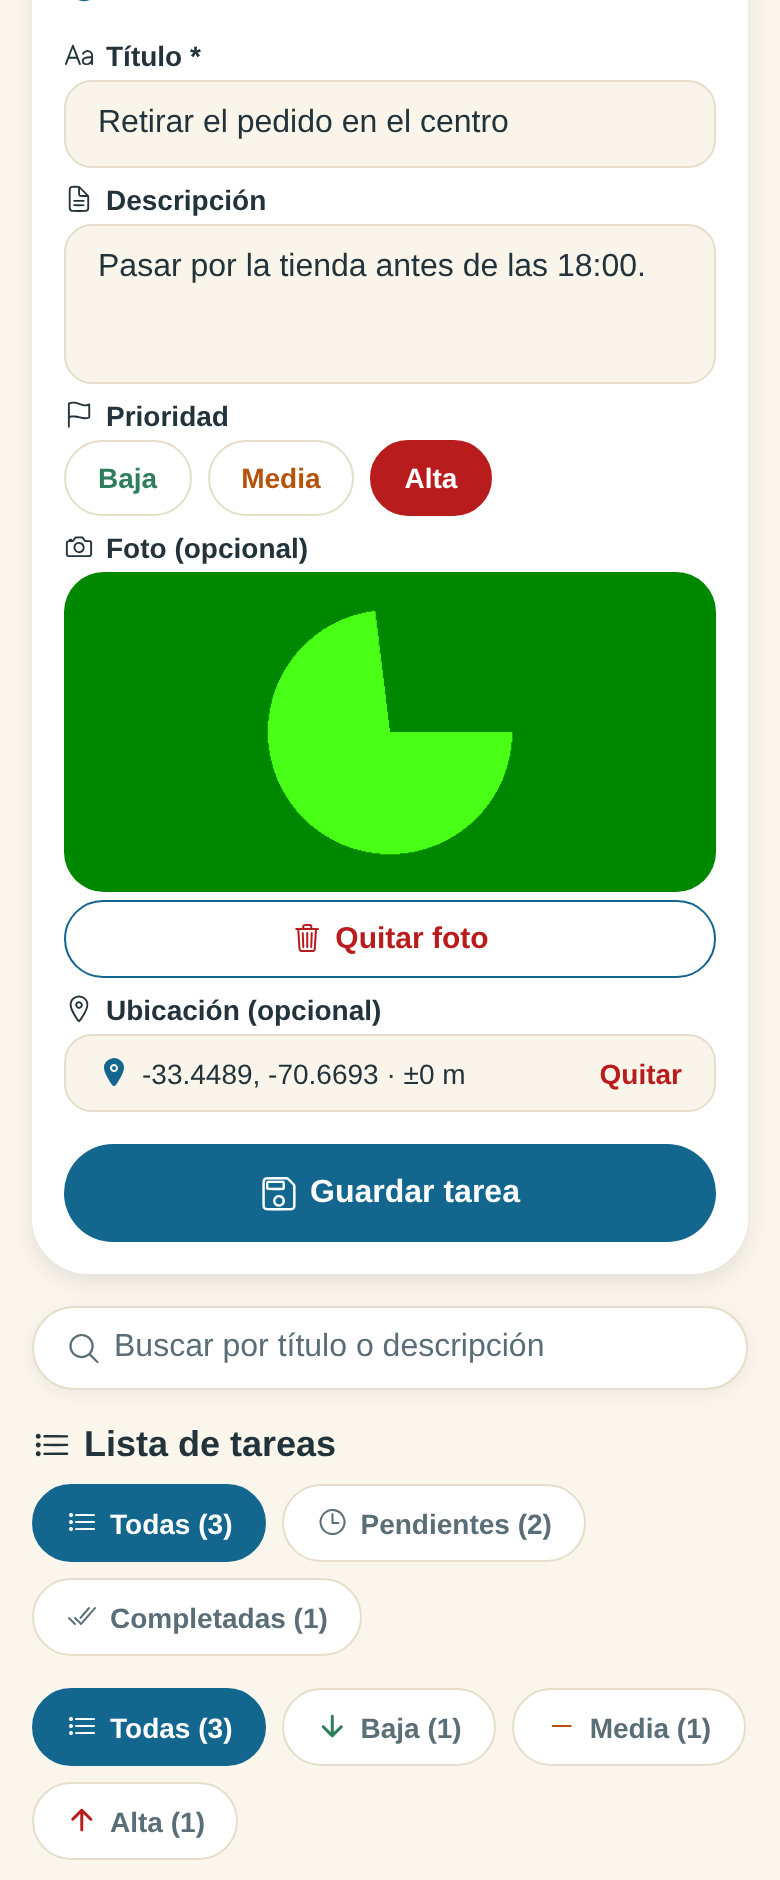 Título *
Retirar el pedido en el centro
Descripción
Pasar por la tienda antes de las 18:00.
Prioridad
Baja Media Alta
Foto (opcional)
Quitar foto
Ubicación (opcional)
-33.4489, -70.6693 · ±0 m Quitar
Guardar tarea
Buscar por título o descripción
Lista de tareas
Todas (3) Pendientes (2)
Completadas (1)
Todas (3) Baja (1) Media (1)
Alta (1)